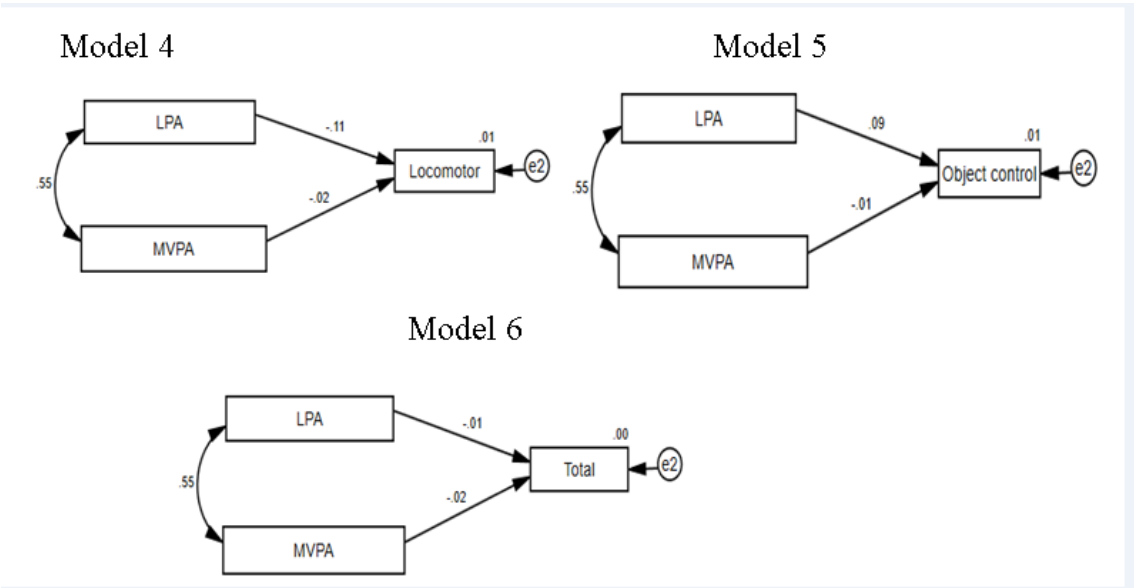 Model 4
LPA
-.11
.01
Locomotor
e2
.55
-.02
MVPA
Model 5
LPA
.09
.01
Object control
e2
.55
-.01
MVPA
Model 6
LPA
-.01
.00
Total
e2
.55
-.02
MVPA